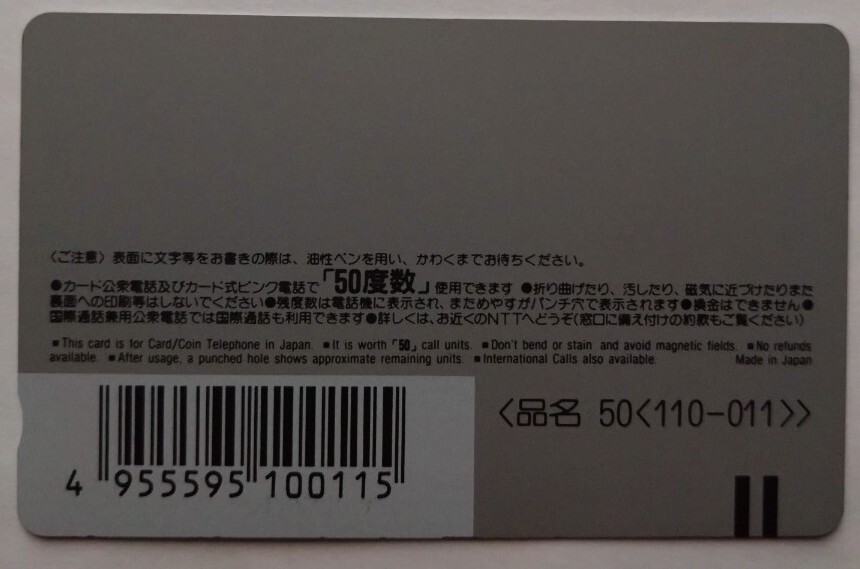 〈ご注意〉表面に文字等をお書きの際は、油性ペンを用い、かわくまでお待ちください。
●カード公衆電話及びカード式ピンク電話で「50度数」使用できます ●折り曲げたり、汚したり、磁気に近づけたりまた
裏面への印刷等はしないでください●残度数は電話機に表示され、まためやすがパンチ穴で表示されます●換金はできません●
国際通話兼用公衆電話では国際通話も利用できます●詳しくは、お近くのNTTへどうぞ(窓口に備え付けの約款もご覧ください)
■This card is for Card/Coin Telephone in Japan. ■It is worth「50」call units. ■Don't bend or stain and avoid magnetic fields. ■No refunds
available. ■After usage, a punched hole shows approximate remaining units. ■International Calls also available. Made in Japan
〈品名 50〈110-011〉〉
4 955595 100115